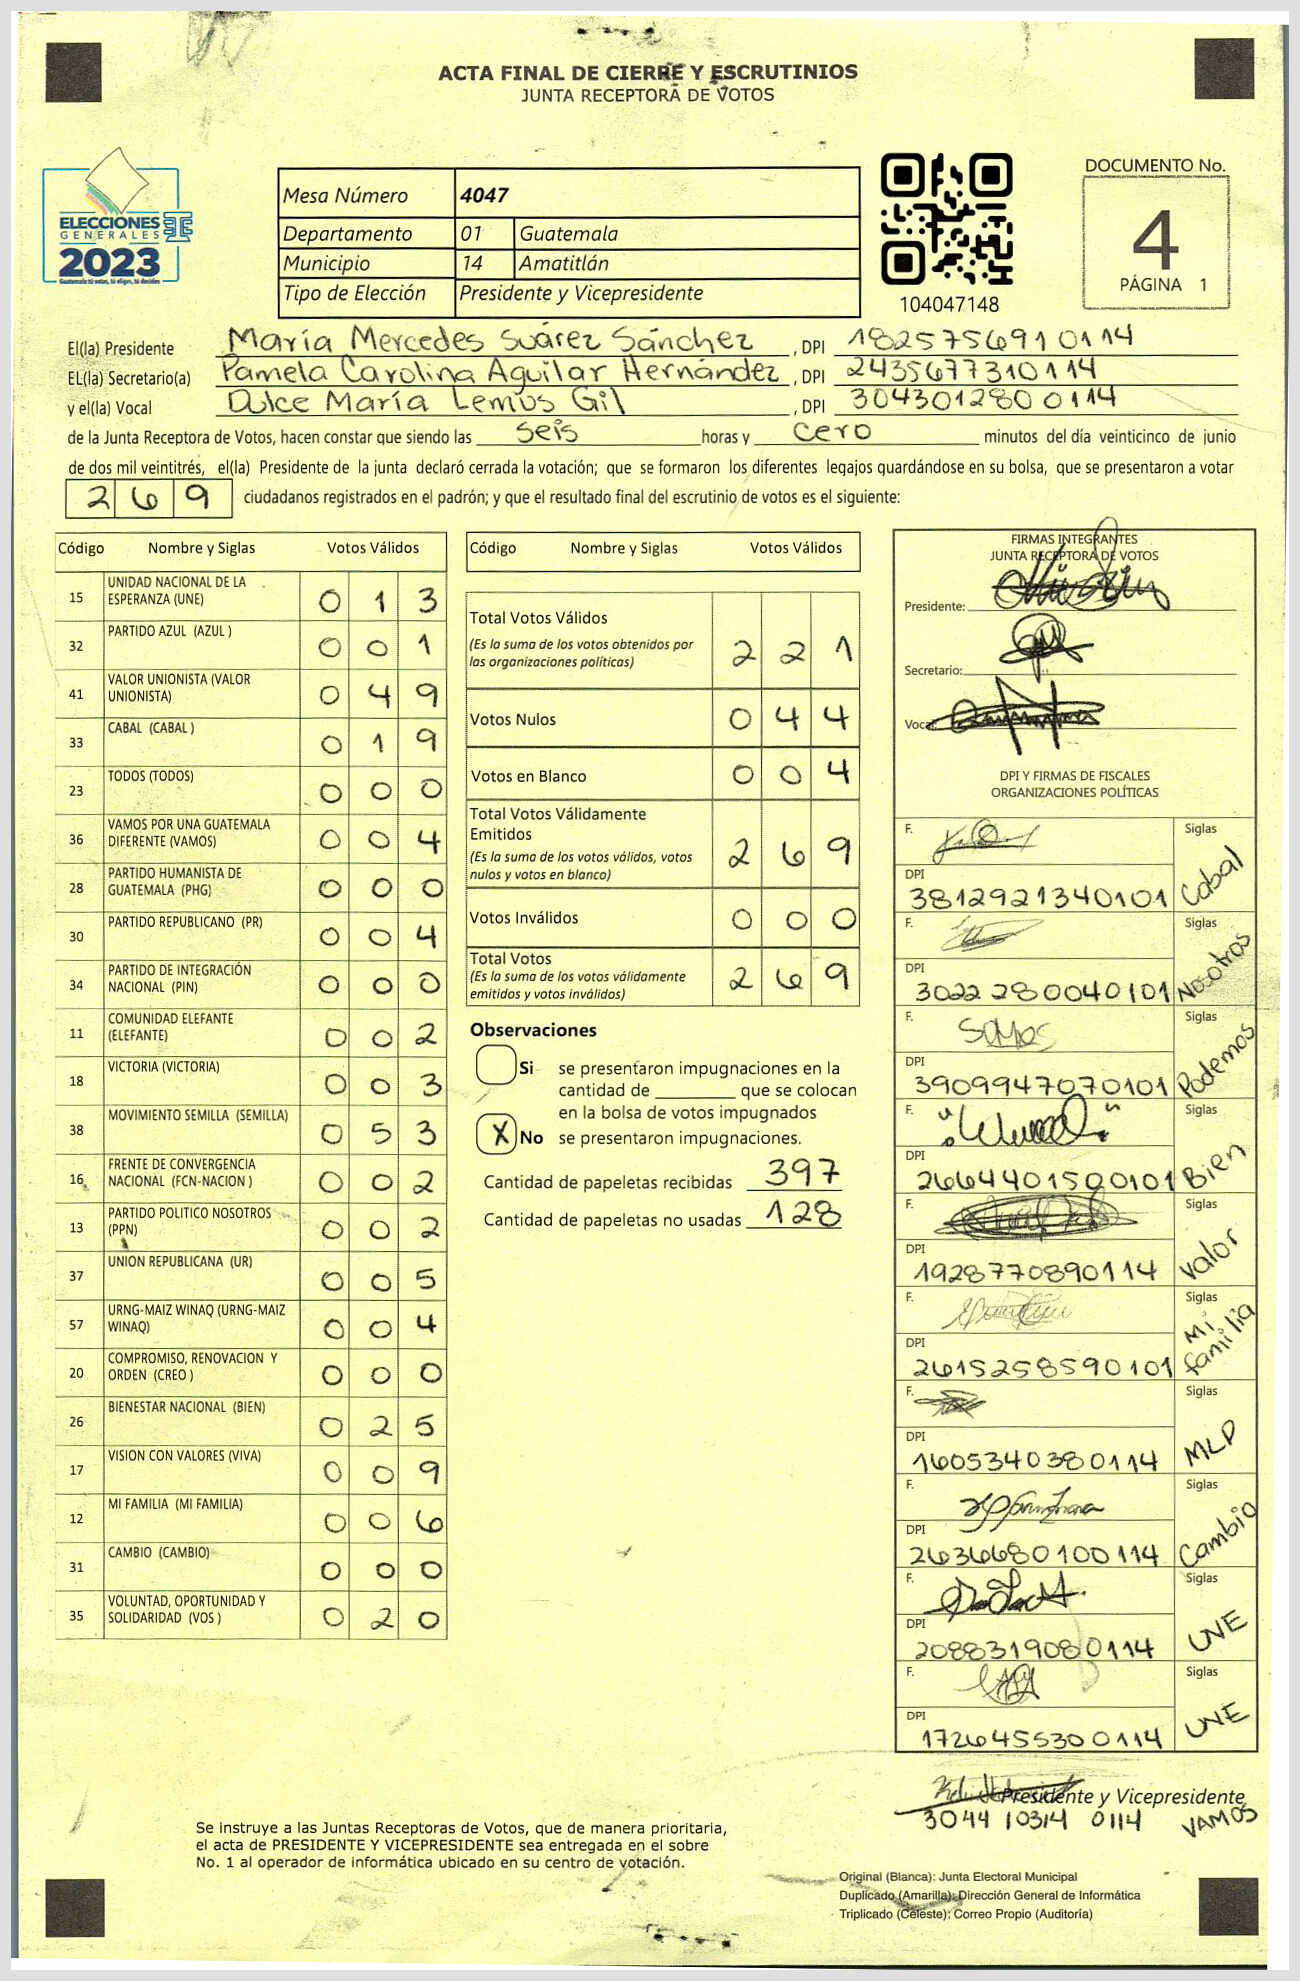 ACTA FINAL DE CIERRE Y ESCRUTINIOS
JUNTA RECEPTORA DE VOTOS
ELECCIONES
GENERALES
2023
Guatemala tú votas, tú eliges, tú decides
Mesa Número 4047
Departamento 01 Guatemala
Municipio 14 Amatitlán
Tipo de Elección Presidente y Vicepresidente
104047148
DOCUMENTO No.
4
PÁGINA 1
El(la) Presidente María Mercedes Suárez Sánchez , DPI 1825756910114
EL(la) Secretario(a) Pamela Carolina Aguilar Hernández , DPI 2435677310114
y el(la) Vocal Dulce María Lemus Gil , DPI 3043012800114
de la Junta Receptora de Votos, hacen constar que siendo las seis horas y cero minutos del día veinticinco de junio
de dos mil veintitrés, el(la) Presidente de la junta declaró cerrada la votación; que se formaron los diferentes legajos guardándose en su bolsa, que se presentaron a votar
269 ciudadanos registrados en el padrón; y que el resultado final del escrutinio de votos es el siguiente:
Código Nombre y Siglas Votos Válidos
15 UNIDAD NACIONAL DE LA ESPERANZA (UNE) 0 1 3
32 PARTIDO AZUL (AZUL ) 0 0 1
41 VALOR UNIONISTA (VALOR UNIONISTA) 0 4 9
33 CABAL (CABAL ) 0 1 9
23 TODOS (TODOS) 0 0 0
36 VAMOS POR UNA GUATEMALA DIFERENTE (VAMOS) 0 0 4
28 PARTIDO HUMANISTA DE GUATEMALA (PHG) 0 0 0
30 PARTIDO REPUBLICANO (PR) 0 0 4
34 PARTIDO DE INTEGRACIÓN NACIONAL (PIN) 0 0 0
11 COMUNIDAD ELEFANTE (ELEFANTE) 0 0 2
18 VICTORIA (VICTORIA) 0 0 3
38 MOVIMIENTO SEMILLA (SEMILLA) 0 5 3
16 FRENTE DE CONVERGENCIA NACIONAL (FCN-NACION ) 0 0 2
13 PARTIDO POLITICO NOSOTROS (PPN) 0 0 2
37 UNION REPUBLICANA (UR) 0 0 5
57 URNG-MAIZ WINAQ (URNG-MAIZ WINAQ) 0 0 4
20 COMPROMISO, RENOVACION Y ORDEN (CREO ) 0 0 0
26 BIENESTAR NACIONAL (BIEN) 0 2 5
17 VISION CON VALORES (VIVA) 0 0 9
12 MI FAMILIA (MI FAMILIA) 0 0 6
31 CAMBIO (CAMBIO) 0 0 0
35 VOLUNTAD, OPORTUNIDAD Y SOLIDARIDAD (VOS ) 0 2 0
Código Nombre y Siglas Votos Válidos
Total Votos Válidos
(Es la suma de los votos obtenidos por
las organizaciones políticas) 2 2 1
Votos Nulos 0 4 4
Votos en Blanco 0 0 4
Total Votos Válidamente
Emitidos
(Es la suma de los votos válidos, votos
nulos y votos en blanco) 2 6 9
Votos Inválidos 0 0 0
Total Votos
(Es la suma de los votos válidamente
emitidos y votos inválidos) 2 6 9
Observaciones
Si se presentaron impugnaciones en la
cantidad de ________ que se colocan
en la bolsa de votos impugnados
X No se presentaron impugnaciones.
Cantidad de papeletas recibidas 397
Cantidad de papeletas no usadas 128
FIRMAS INTEGRANTES
JUNTA RECEPTORA DE VOTOS
Presidente:
Secretario:
Vocal:
DPI Y FIRMAS DE FISCALES
ORGANIZACIONES POLÍTICAS
F. Siglas
DPI 3812921340101 Cabal
F. Siglas
DPI 3022280040101 Nosotros
F. Siglas
DPI 3909947070101 Podemos
F. Siglas
DPI 2664401500101 Bien
F. Siglas
DPI 1928770890114 Valor
F. Siglas
DPI 2615258590101 Mi familia
F. Siglas
DPI 1605340380114 MLP
F. Siglas
DPI 2636680100114 Cambio
F. Siglas
DPI 2088319080114 UNE
F. Siglas
DPI 1726455300114 UNE
Presidente y Vicepresidente
3044 10314 0114 VAMOS
Se instruye a las Juntas Receptoras de Votos, que de manera prioritaria,
el acta de PRESIDENTE Y VICEPRESIDENTE sea entregada en el sobre
No. 1 al operador de informática ubicado en su centro de votación.
Original (Blanca): Junta Electoral Municipal
Duplicado (Amarilla): Dirección General de Informática
Triplicado (Celeste): Correo Propio (Auditoría)